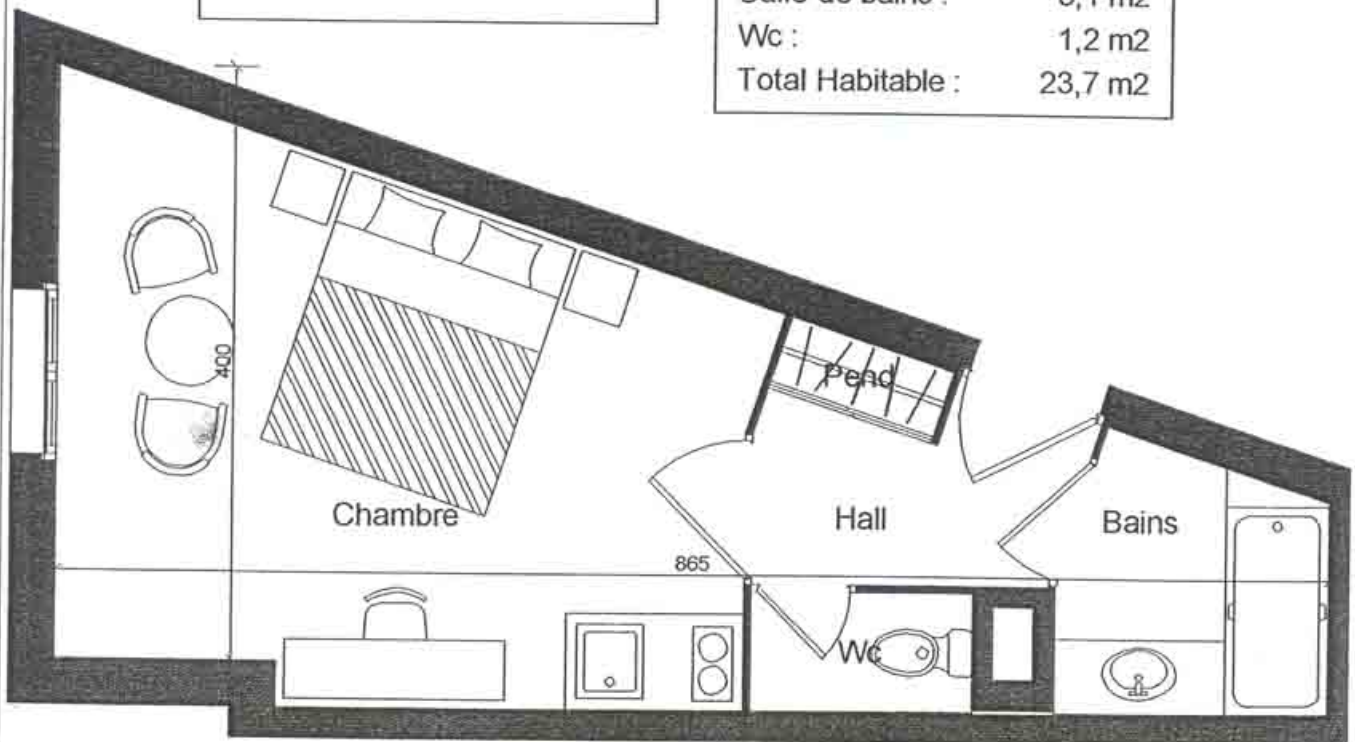 Wc : 1,2 m2
Total Habitable : 23,7 m2
400
Pend
Chambre
Hall
Bains
865
Wc